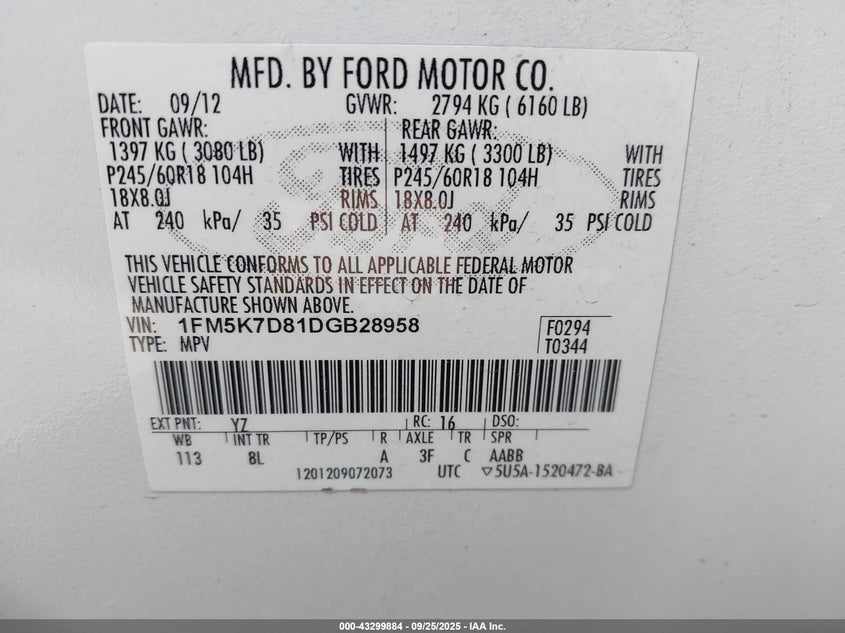 MFD. BY FORD MOTOR CO.
DATE: 09/12 GVWR: 2794 KG ( 6160 LB)
FRONT GAWR: REAR GAWR:
1397 KG ( 3080 LB) WITH 1497 KG ( 3300 LB) WITH
P245/60R18 104H TIRES P245/60R18 104H TIRES
18X8.0J RIMS 18X8.0J RIMS
AT 240 kPa/ 35 PSI COLD AT 240 kPa/ 35 PSI COLD
THIS VEHICLE CONFORMS TO ALL APPLICABLE FEDERAL MOTOR
VEHICLE SAFETY STANDARDS IN EFFECT ON THE DATE OF
MANUFACTURE SHOWN ABOVE.
VIN: 1FM5K7D81DGB28958 F0294
TYPE: MPV T0344
EXT PNT: YZ RC: 16 DSO:
WB INT TR TP/PS R AXLE TR SPR
113 8L A 3F C AABB
1201209072073 UTC ▽5U5A-1520472-BA
000-43299884 - 09/25/2025 - IAA Inc.